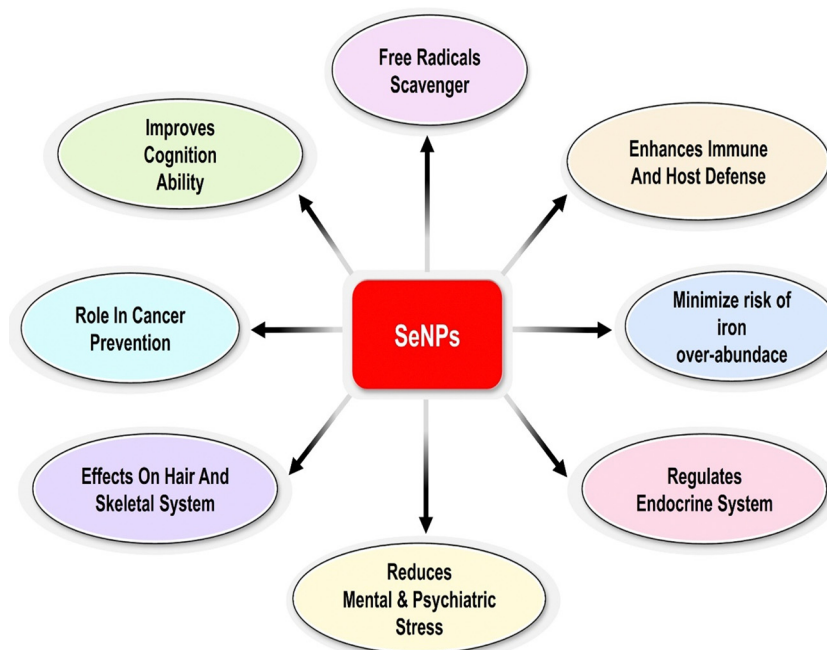 Free Radicals
Scavenger
Improves
Cognition
Ability
Enhances Immune
And Host Defense
Role In Cancer
Prevention
SeNPs
Minimize risk of
iron
over-abundace
Effects On Hair And
Skeletal System
Regulates
Endocrine System
Reduces
Mental & Psychiatric
Stress